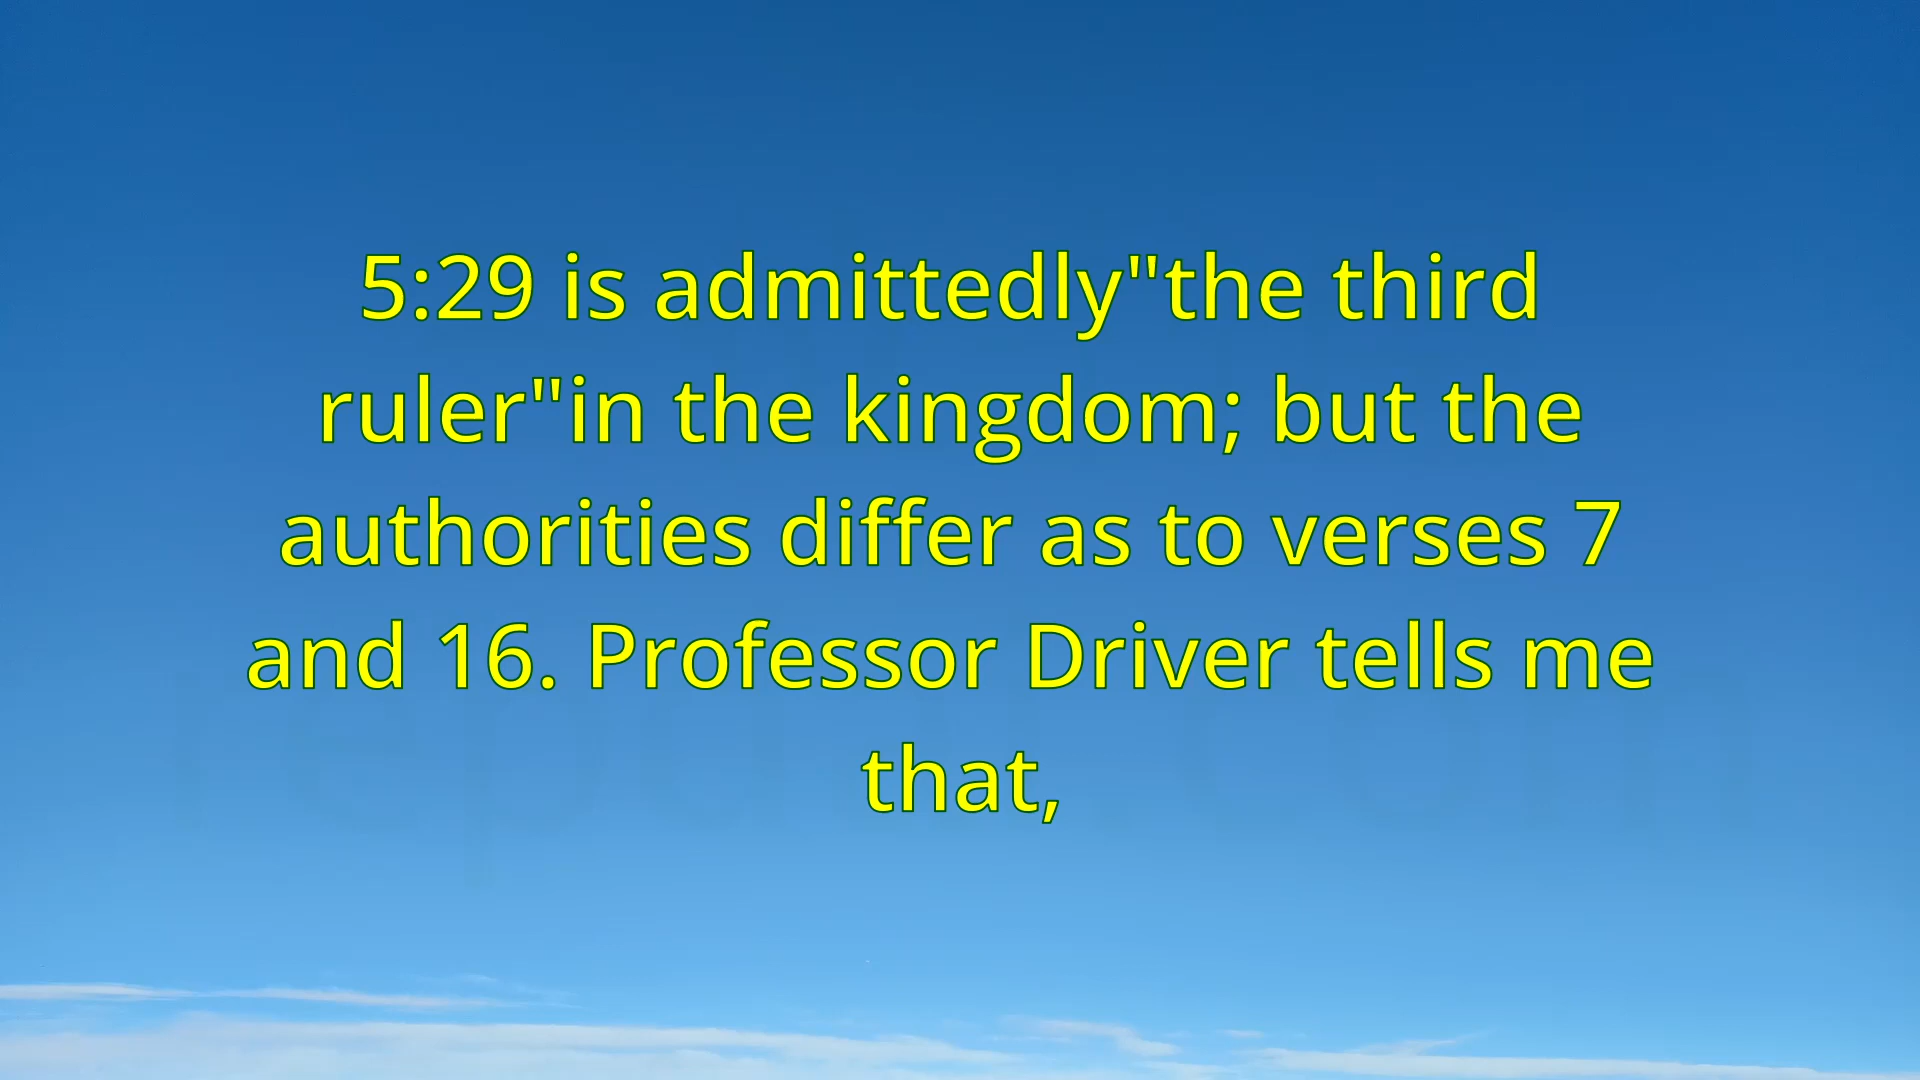 5:29 is admittedly"the third
ruler"in the kingdom; but the
authorities differ as to verses 7
and 16. Professor Driver tells me
that,